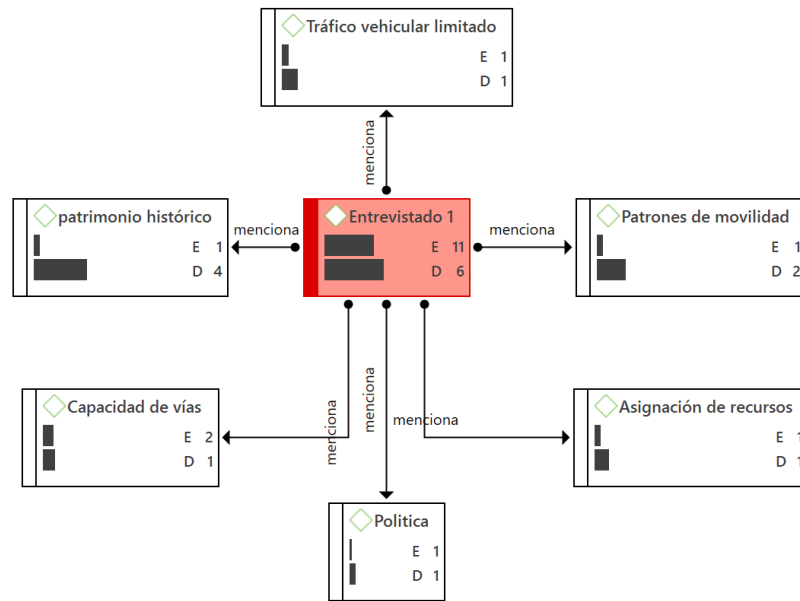 Tráfico vehicular limitado
E 1
D 1
menciona
patrimonio histórico
E 1
D 4
menciona
Entrevistado 1
E 11
D 6
menciona
Patrones de movilidad
E 1
D 2
Capacidad de vías
E 2
D 1
menciona
menciona
menciona
Asignación de recursos
E 1
D 1
Politica
E 1
D 1